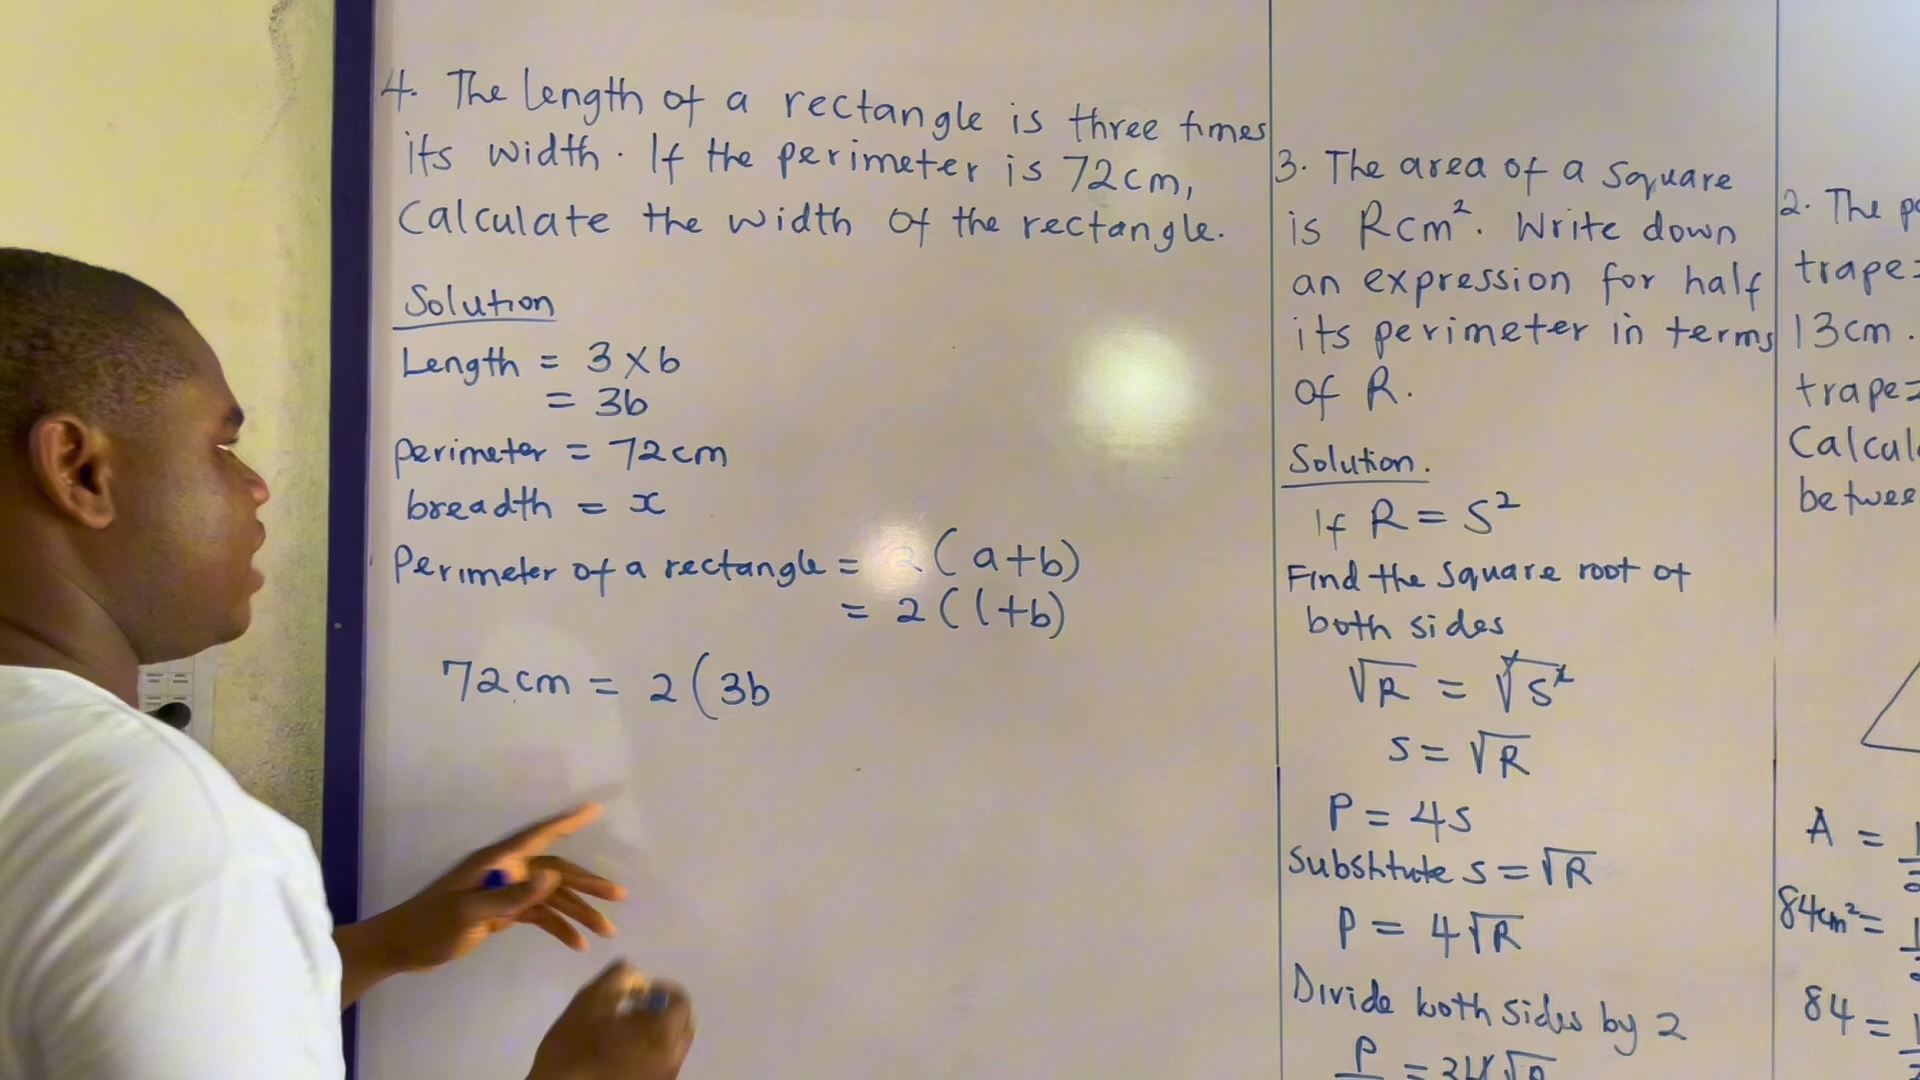 4. The length of a rectangle is three times
its width. If the perimeter is 72cm,
Calculate the width of the rectangle.
Solution
Length = 3 × b
= 3b
perimeter = 72cm
breadth = x
Perimeter of a rectangle = 2(a+b)
= 2(l+b)
72cm = 2(3b
3. The area of a square
is Rcm². Write down
an expression for half
its perimeter in terms
of R.
Solution.
If R = S²
Find the square root of
both sides
√R = √S²
S = √R
P = 4S
Substitute S = √R
P = 4√R
Divide both sides by 2
P
2. The
13cm.
A =
84cm² =
84 =